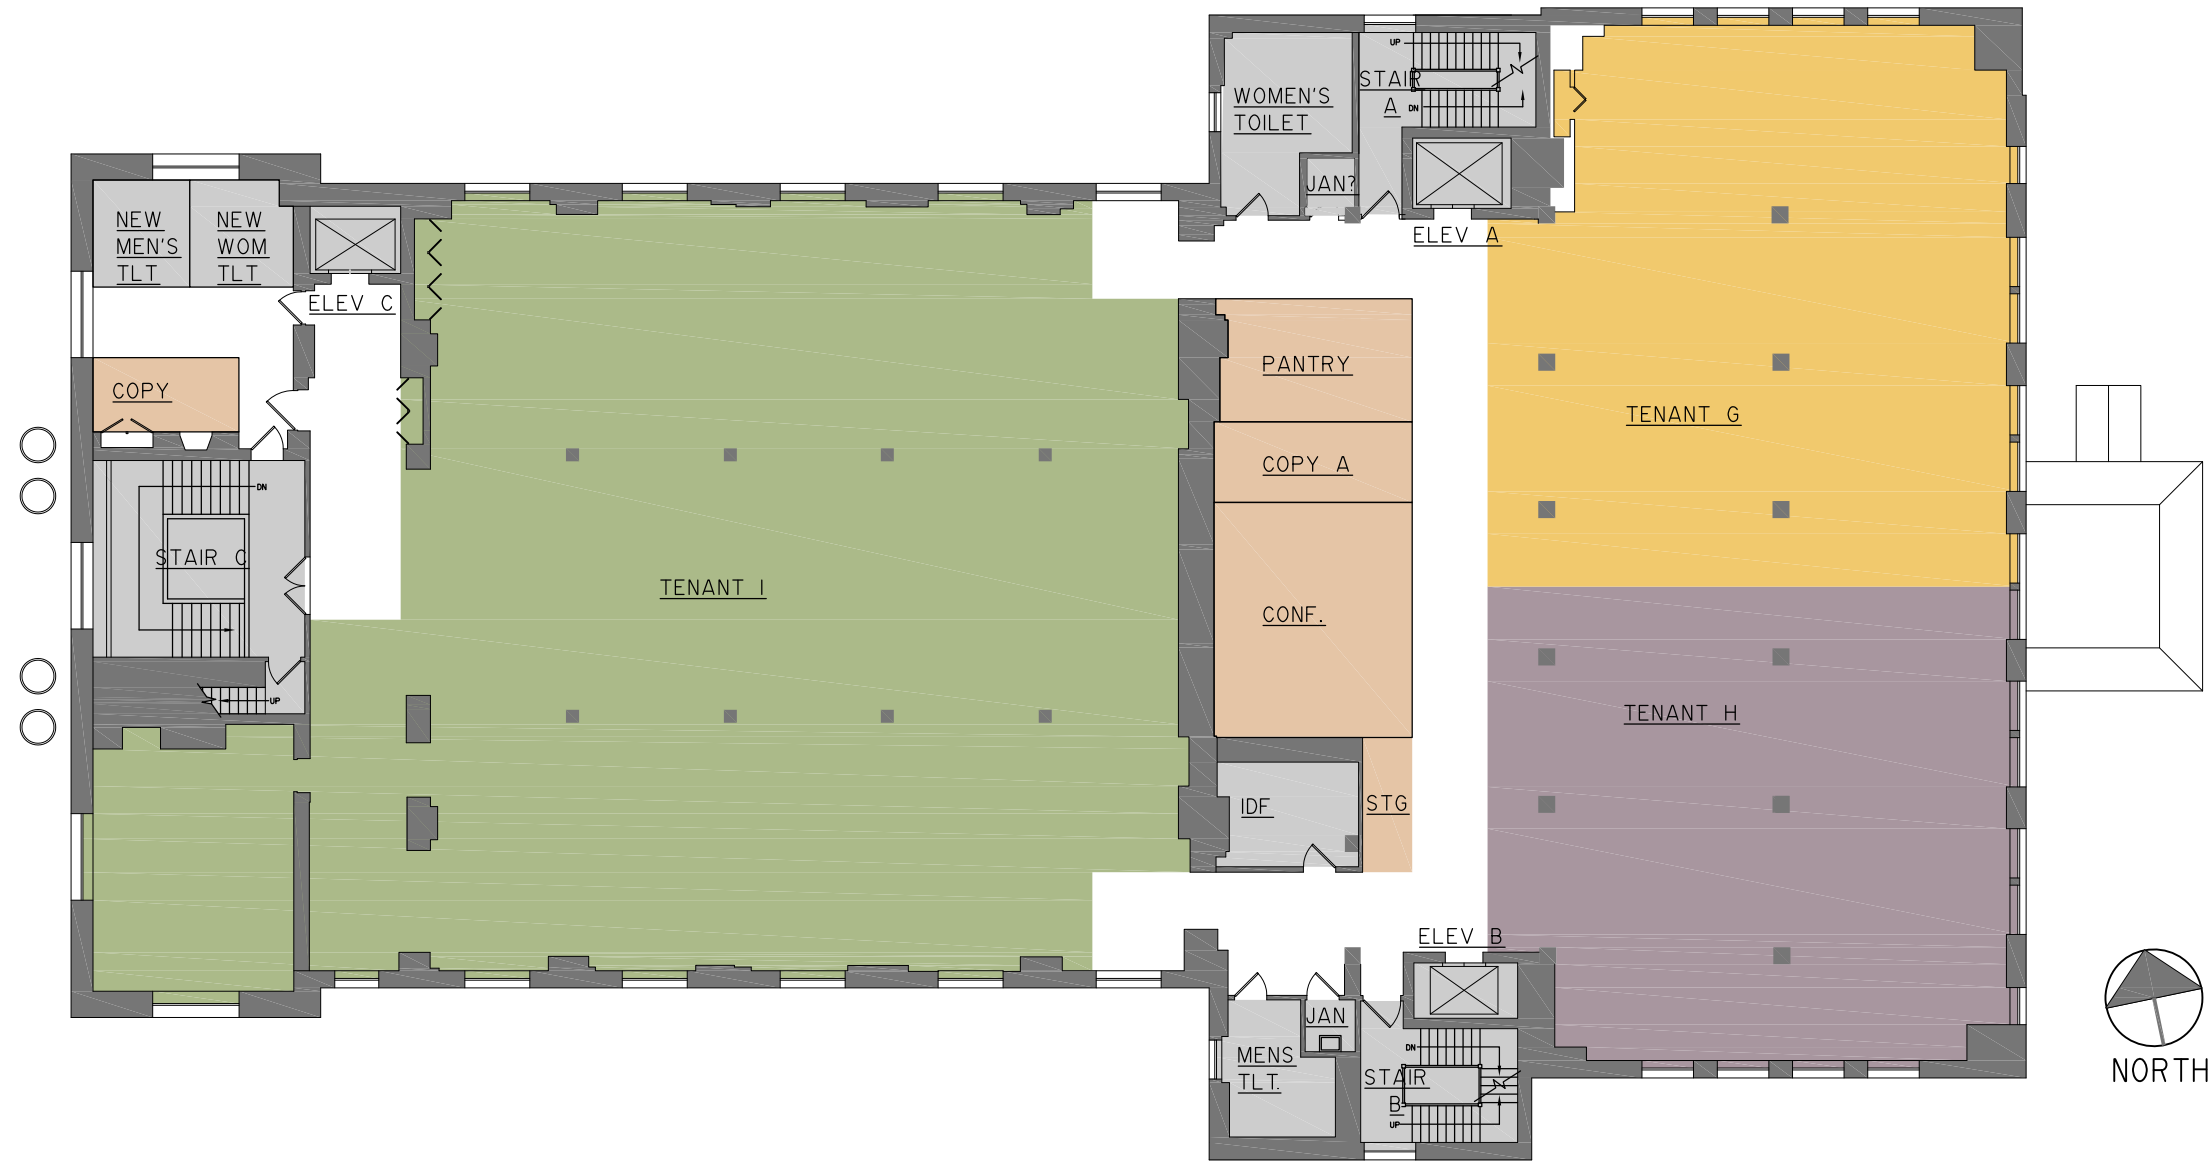 UP
WOMEN'S
TOILET
STAIR
A
DN
JAN?
ELEV A
NEW
MEN'S
TLT
NEW
WOM
TLT
ELEV C
COPY
PANTRY
COPY A
CONF.
TENANT G
DN
STAIR C
TENANT I
UP
TENANT H
IDF
STG
ELEV B
JAN
MENS
TLT.
DN
STAIR
B
UP
NORTH